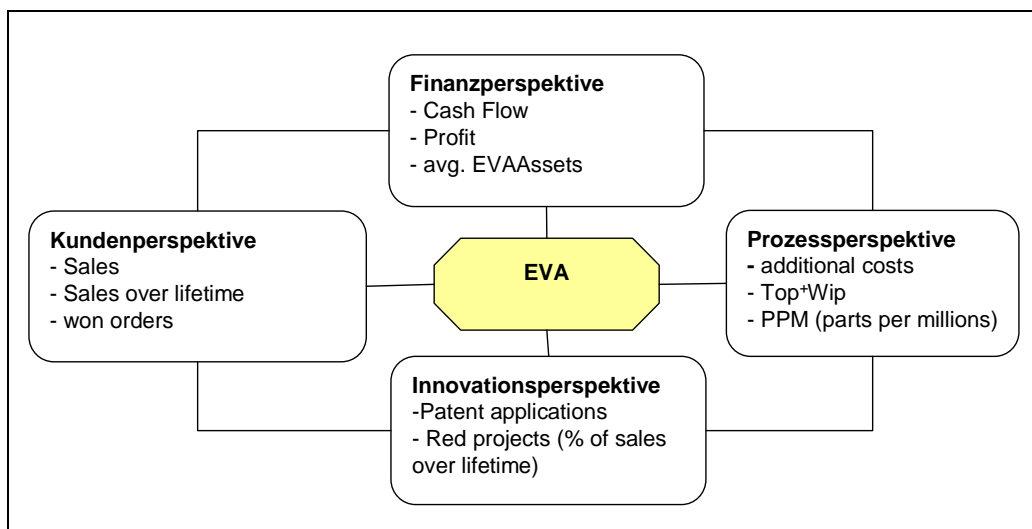 Finanzperspektive
- Cash Flow
- Profit
- avg. EVAAssets
Kundenperspektive
- Sales
- Sales over lifetime
- won orders
EVA
Prozessperspektive
- additional costs
- Top⁺Wip
- PPM (parts per millions)
Innovationsperspektive
-Patent applications
- Red projects (% of sales
over lifetime)